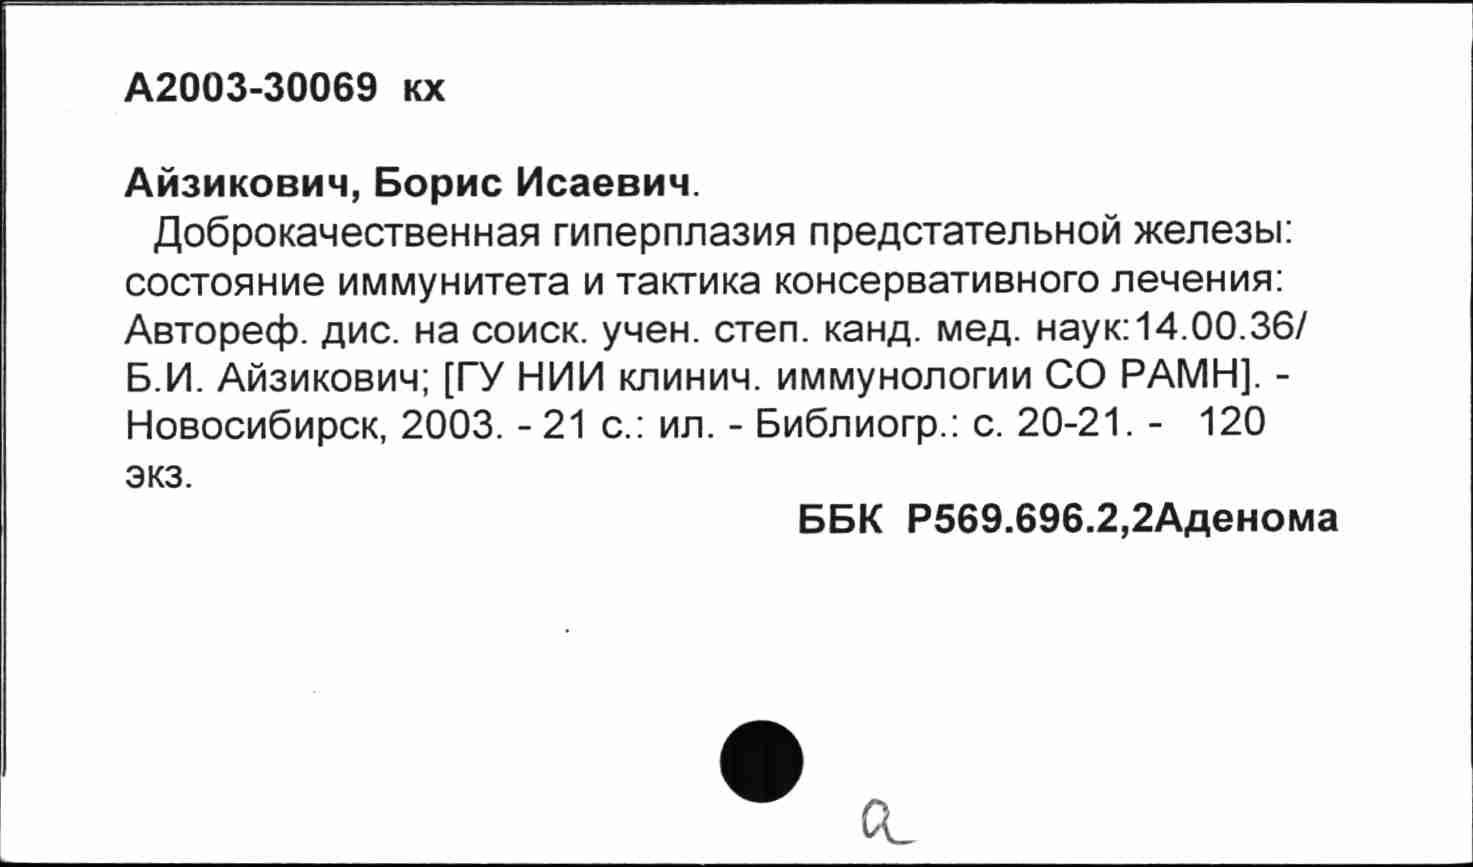 А2003-30069 кх
Айзикович, Борис Исаевич.
Доброкачественная гиперплазия предстательной железы:
состояние иммунитета и тактика консервативного лечения:
Автореф. дис. на соиск. учен. степ. канд. мед. наук:14.00.36/
Б.И. Айзикович; [ГУ НИИ клинич. иммунологии СО РАМН]. -
Новосибирск, 2003. - 21 с.: ил. - Библиогр.: с. 20-21. - 120
экз.
ББК Р569.696.2,2Аденома
а